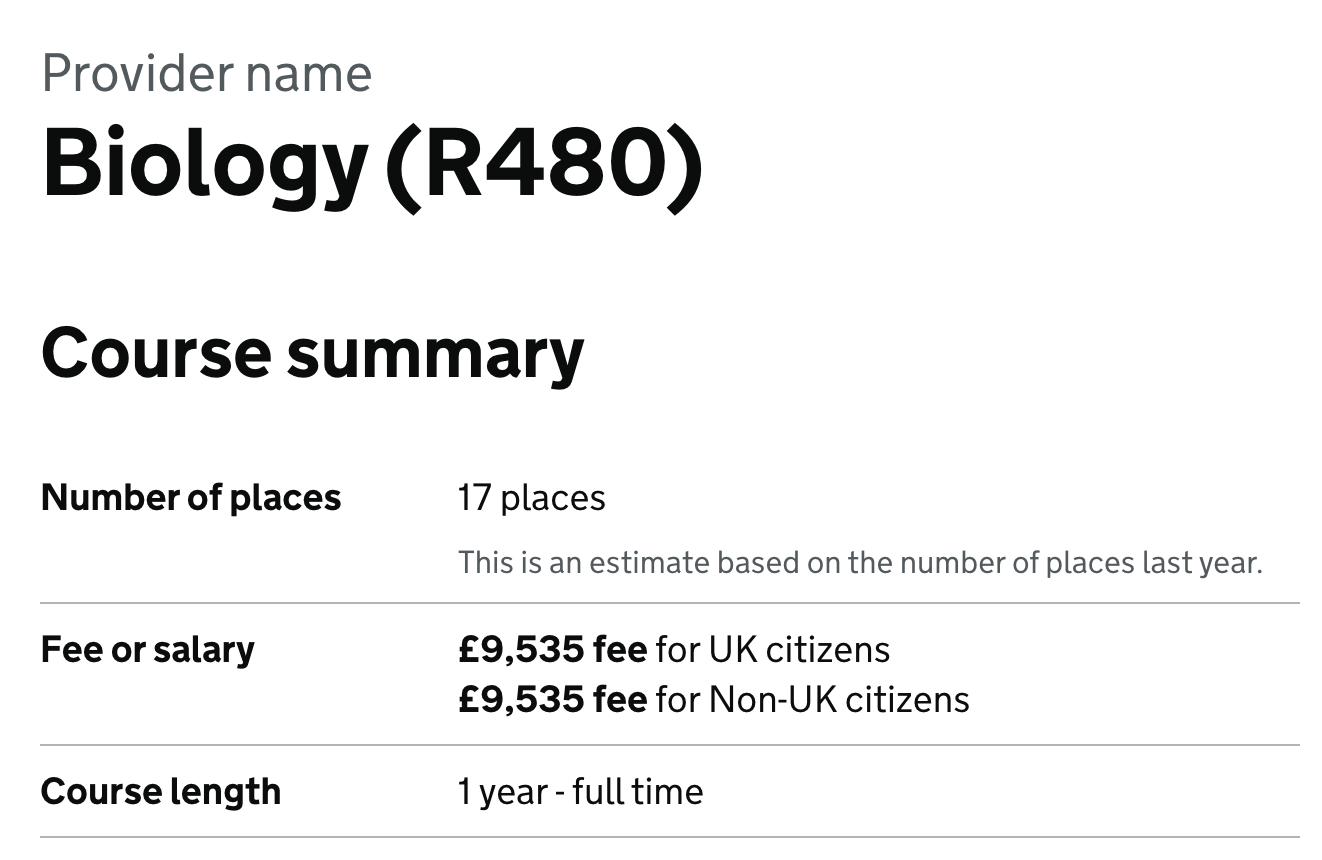 Provider name
Biology (R480)
Course summary
Number of places
17 places
This is an estimate based on the number of places last year.
Fee or salary
£9,535 fee for UK citizens
£9,535 fee for Non-UK citizens
Course length
1 year - full time